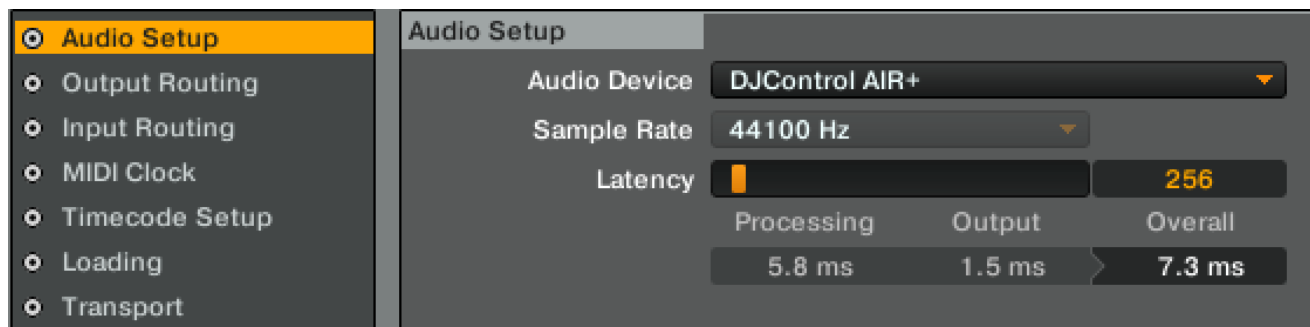 Audio Setup
Output Routing
Input Routing
MIDI Clock
Timecode Setup
Loading
Transport
Audio Setup
Audio Device DJControl AIR+
Sample Rate 44100 Hz
Latency 256
Processing Output Overall
5.8 ms 1.5 ms 7.3 ms